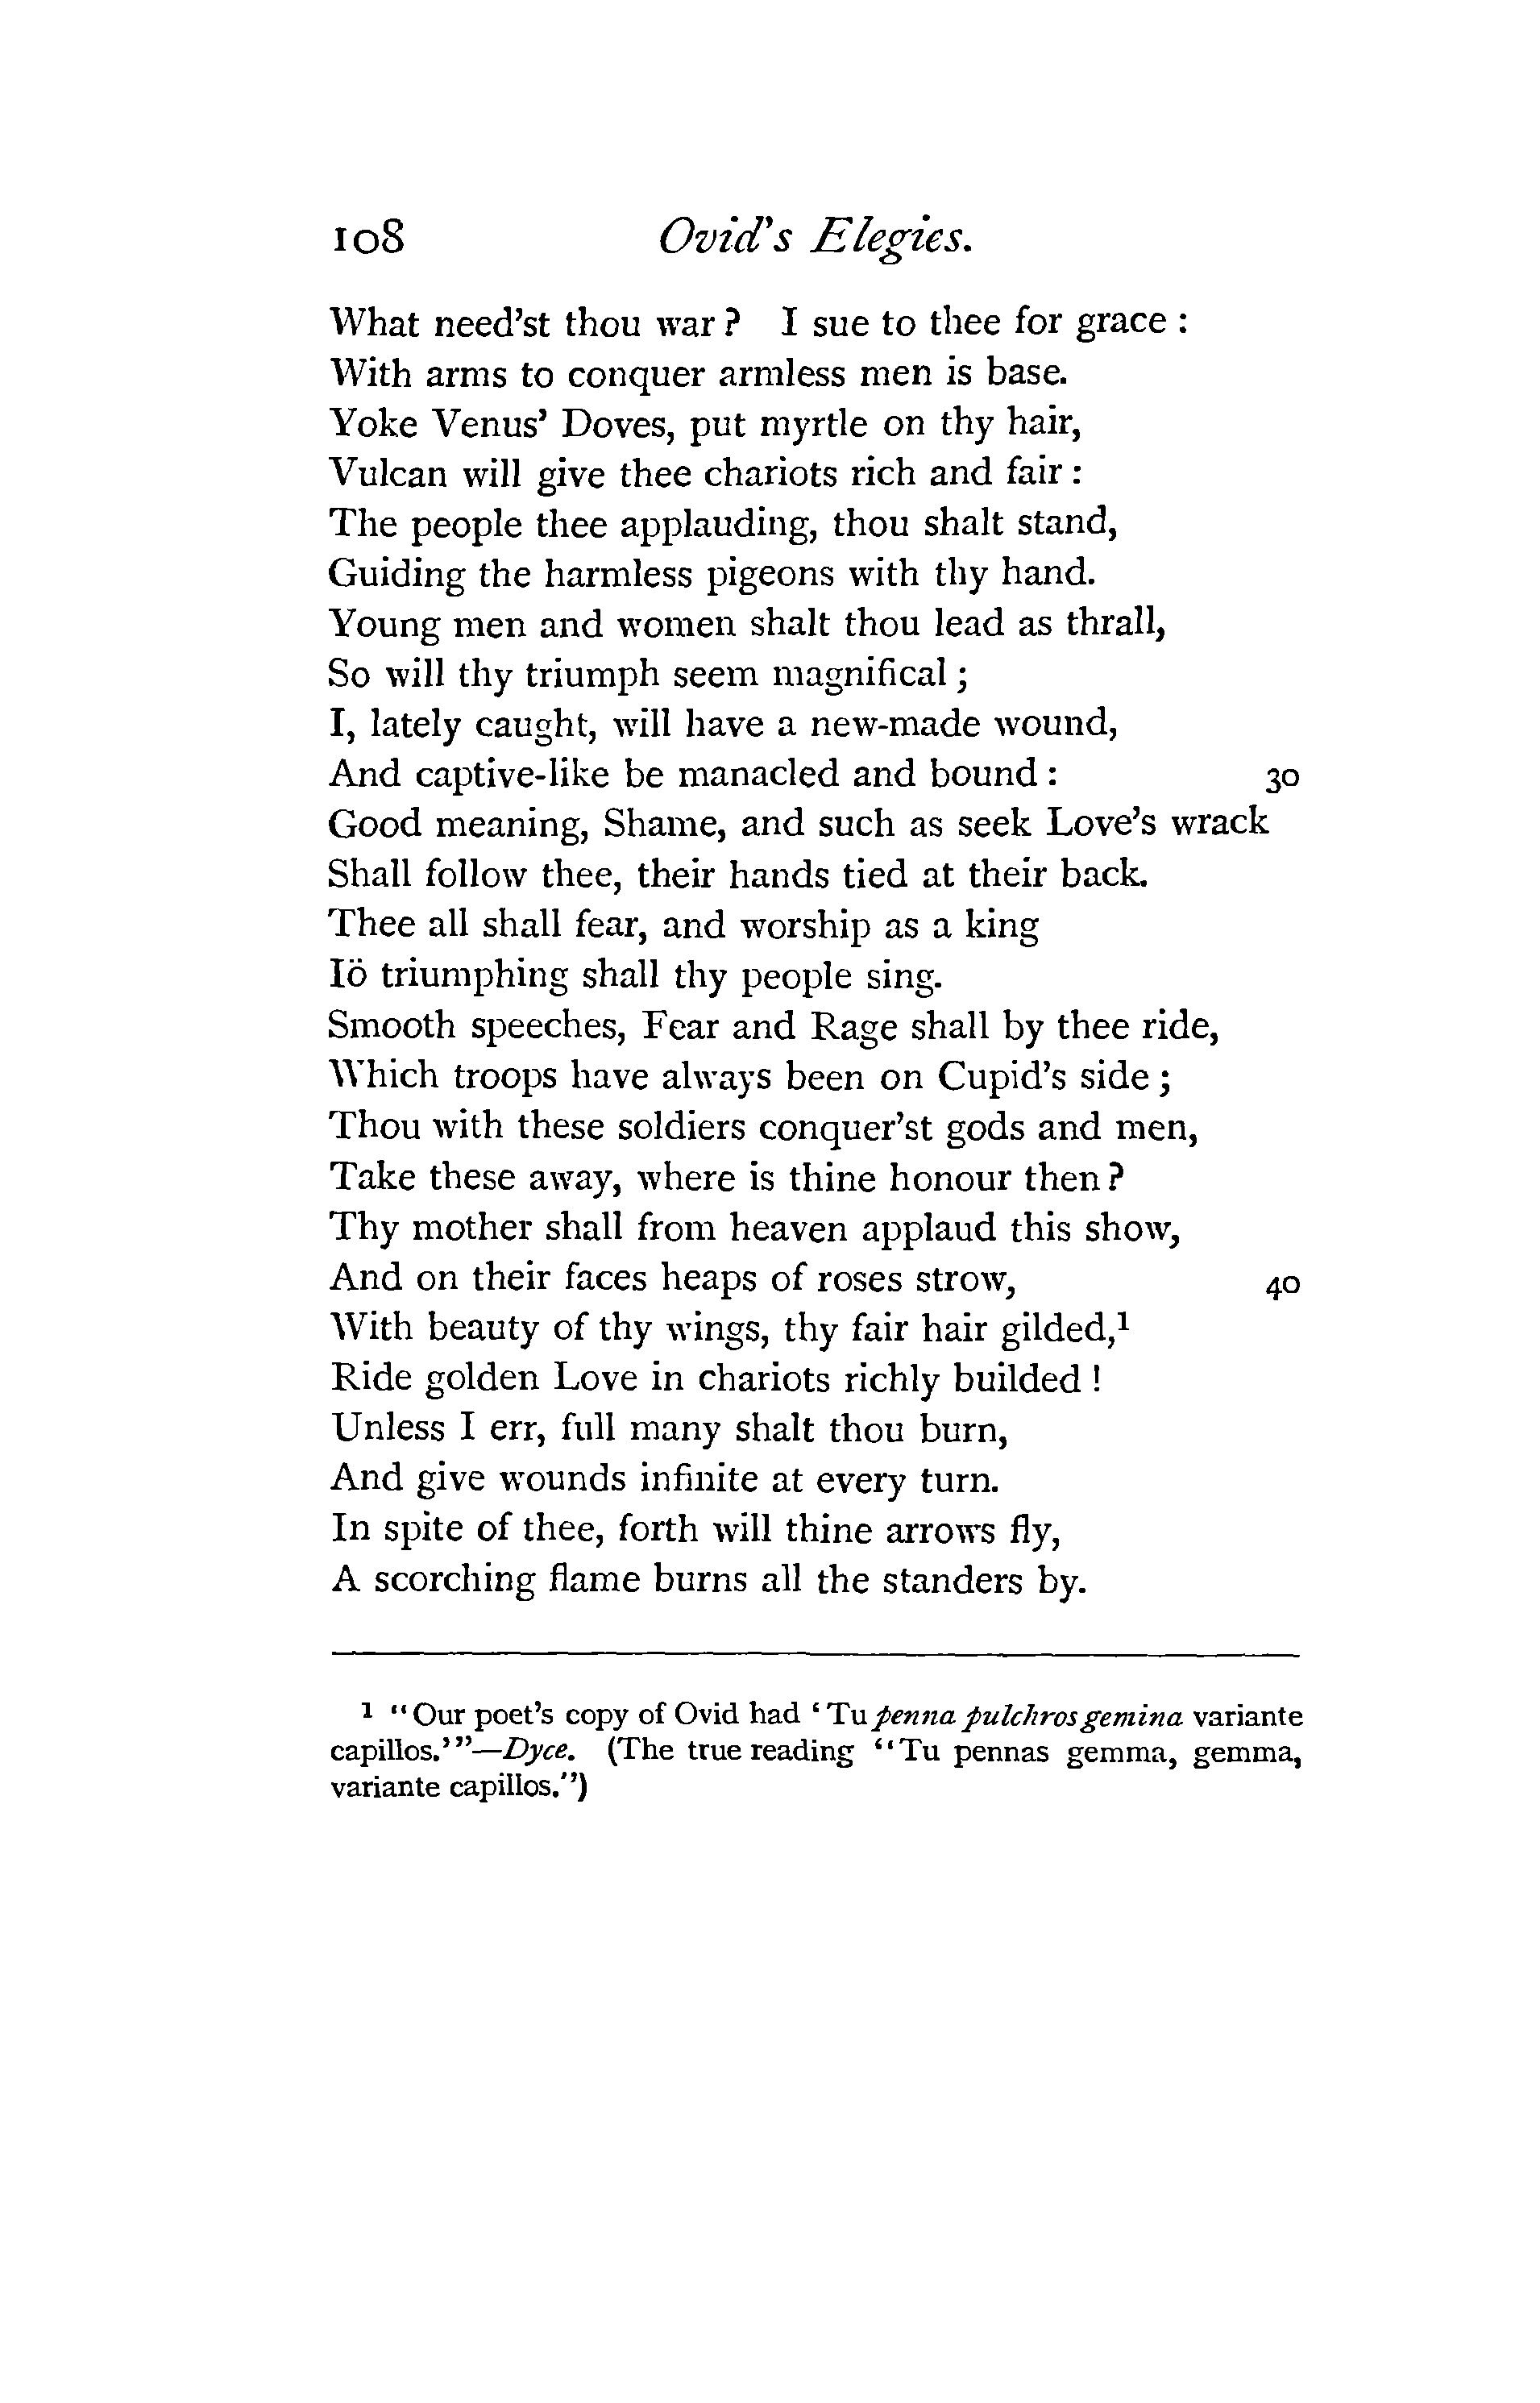 108 Ovid's Elegies.
What need'st thou war ? I sue to thee for grace :
With arms to conquer armless men is base.
Yoke Venus' Doves, put myrtle on thy hair,
Vulcan will give thee chariots rich and fair :
The people thee applauding, thou shalt stand,
Guiding the harmless pigeons with thy hand.
Young men and women shalt thou lead as thrall,
So will thy triumph seem magnifical ;
I, lately caught, will have a new-made wound,
And captive-like be manacled and bound : 30
Good meaning, Shame, and such as seek Love's wrack
Shall follow thee, their hands tied at their back.
Thee all shall fear, and worship as a king
Iö triumphing shall thy people sing.
Smooth speeches, Fear and Rage shall by thee ride,
Which troops have always been on Cupid's side ;
Thou with these soldiers conquer'st gods and men,
Take these away, where is thine honour then ?
Thy mother shall from heaven applaud this show,
And on their faces heaps of roses strow, 40
With beauty of thy wings, thy fair hair gilded,¹
Ride golden Love in chariots richly builded !
Unless I err, full many shalt thou burn,
And give wounds infinite at every turn.
In spite of thee, forth will thine arrows fly,
A scorching flame burns all the standers by.
¹ "Our poet's copy of Ovid had 'Tu penna pulchros gemina variante
capillos.'"—Dyce. (The true reading "Tu pennas gemma, gemma,
variante capillos.")